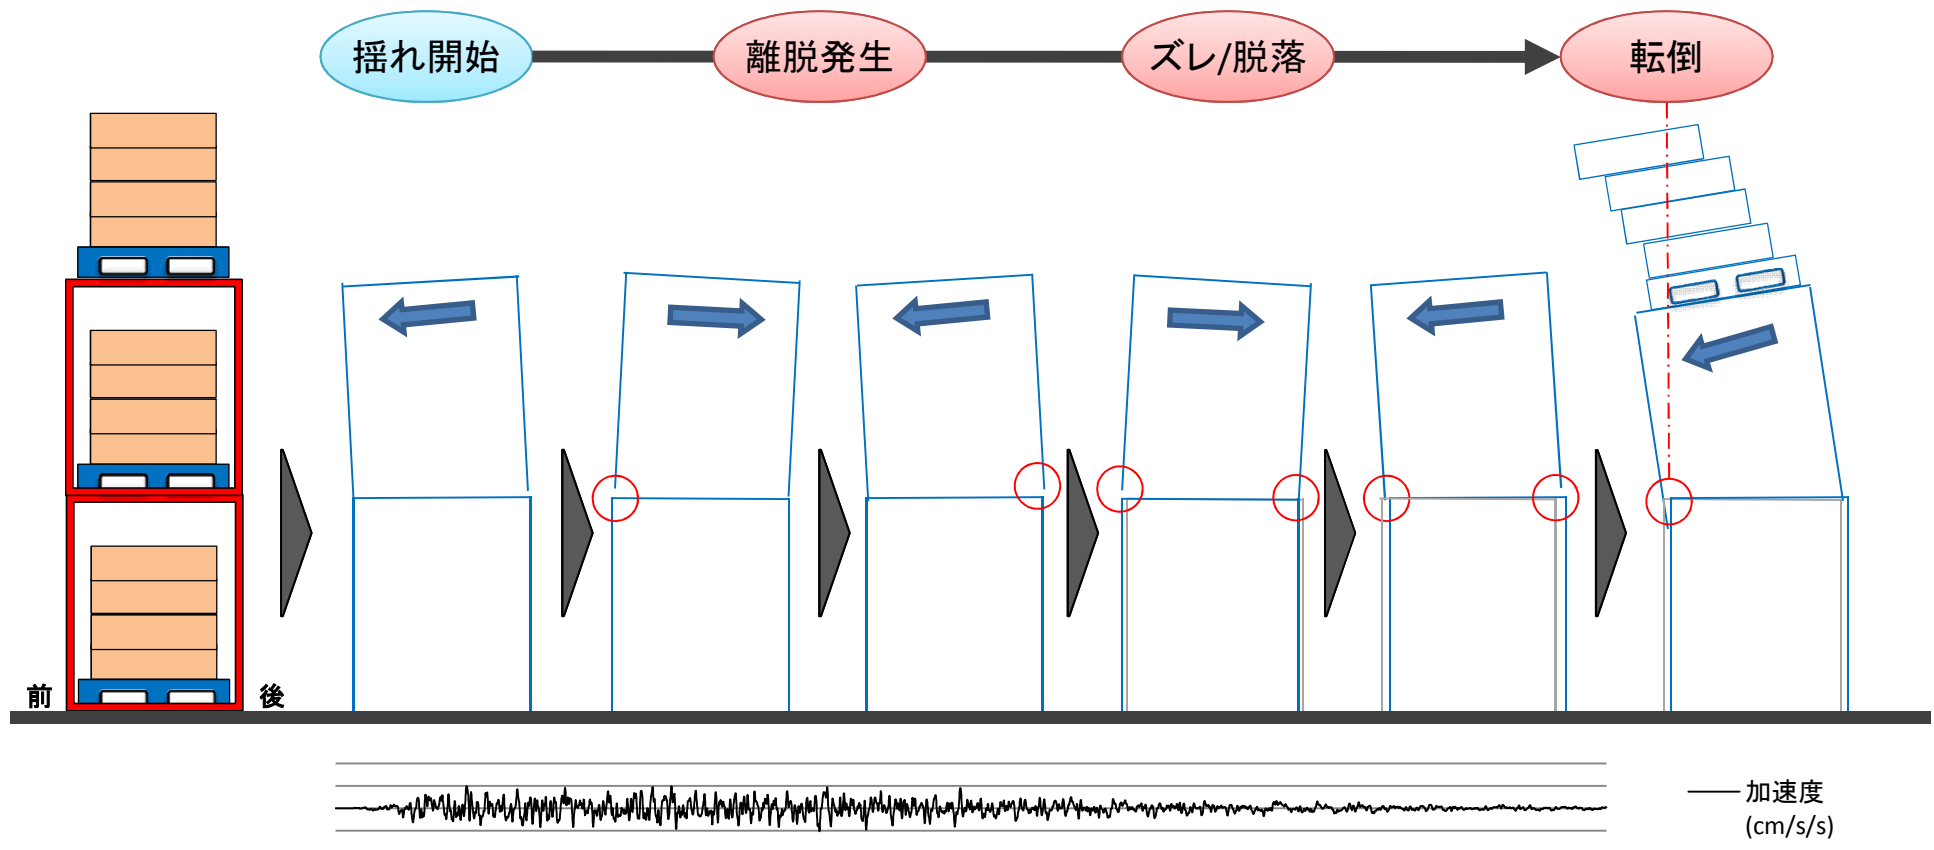 揺れ開始
離脱発生
ズレ/脱落
転倒
前
後
加速度
(cm/s/s)